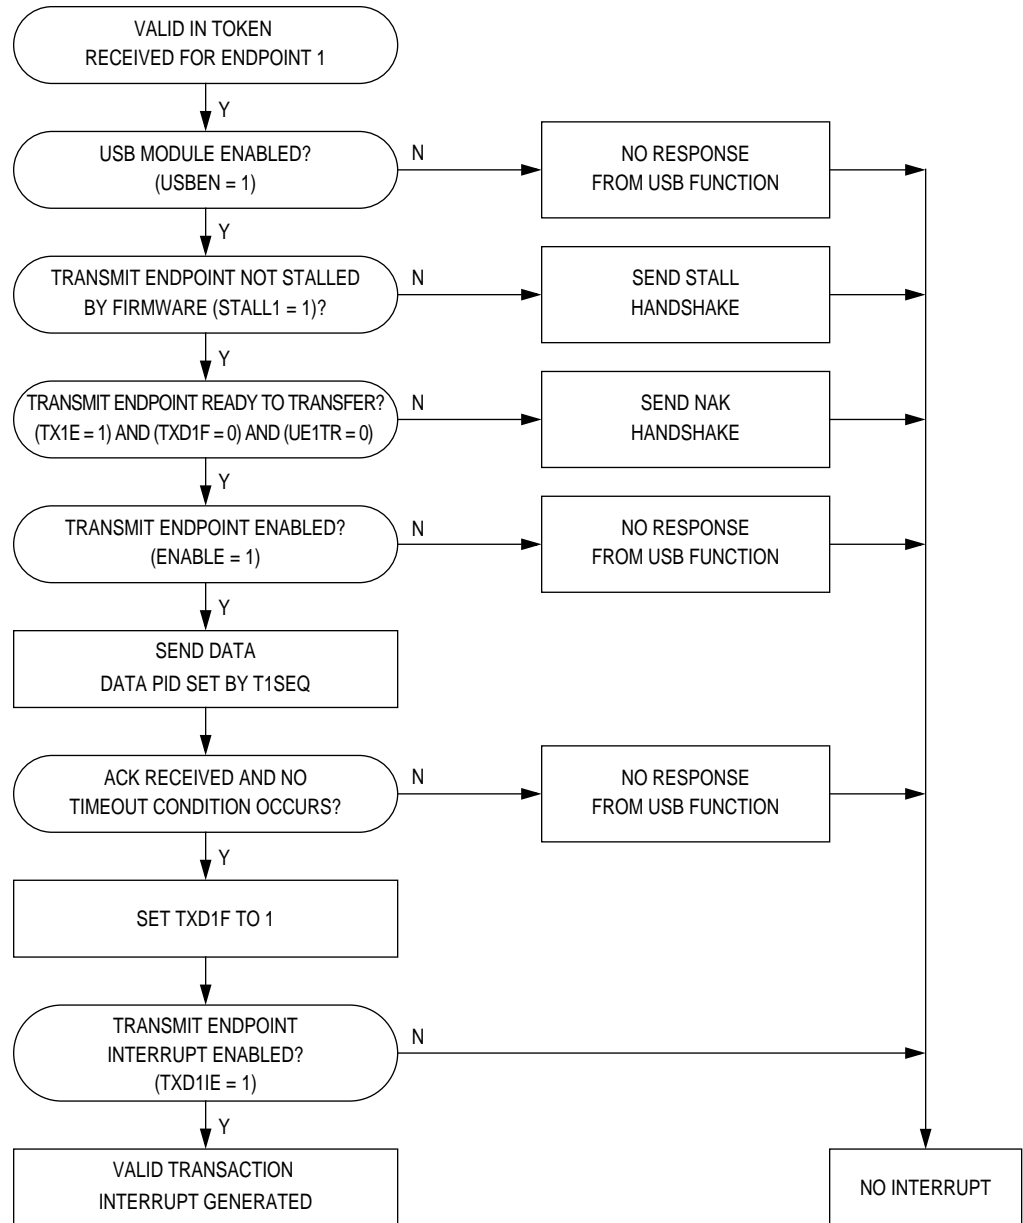 VALID IN TOKEN
RECEIVED FOR ENDPOINT 1
Y
USB MODULE ENABLED?
(USBEN = 1)
N
NO RESPONSE
FROM USB FUNCTION
Y
TRANSMIT ENDPOINT NOT STALLED
BY FIRMWARE (STALL1 = 1)?
N
SEND STALL
HANDSHAKE
Y
TRANSMIT ENDPOINT READY TO TRANSFER?
(TX1E = 1) AND (TXD1F = 0) AND (UE1TR = 0)
N
SEND NAK
HANDSHAKE
Y
TRANSMIT ENDPOINT ENABLED?
(ENABLE = 1)
N
NO RESPONSE
FROM USB FUNCTION
Y
SEND DATA
DATA PID SET BY T1SEQ
ACK RECEIVED AND NO
TIMEOUT CONDITION OCCURS?
N
NO RESPONSE
FROM USB FUNCTION
Y
SET TXD1F TO 1
TRANSMIT ENDPOINT
INTERRUPT ENABLED?
(TXD1IE = 1)
N
Y
VALID TRANSACTION
INTERRUPT GENERATED
NO INTERRUPT